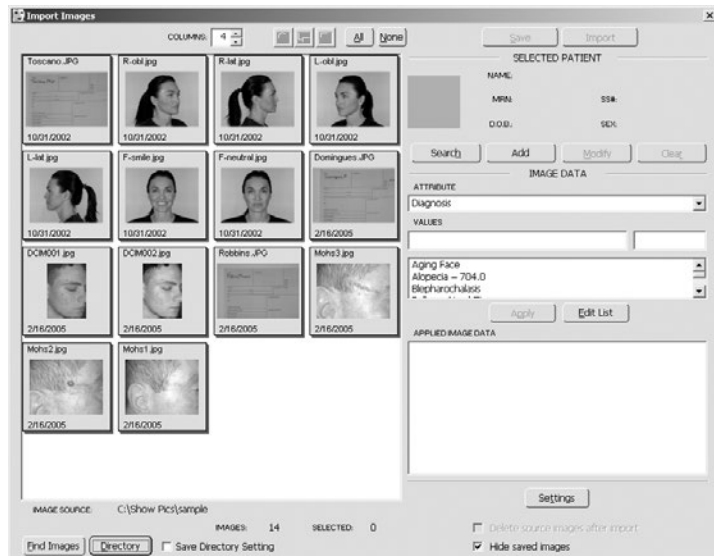 Import Images
COLUMNS: 4
All None
Save Import
Toscano.JPG R-obl.jpg R-lat.jpg L-obl.jpg
10/31/2002 10/31/2002 10/31/2002 10/31/2002
L-lat.jpg F-smile.jpg F-neutral.jpg Domingues.JPG
10/31/2002 10/31/2002 10/31/2002 2/16/2005
DCIM001.jpg DCIM002.jpg Robbins.JPG Mohs3.jpg
2/16/2005 2/16/2005 2/16/2005 2/16/2005
Mohs2.jpg Mohs1.jpg
2/16/2005 2/16/2005
IMAGE SOURCE: C:\Show Pics\sample
IMAGES: 14 SELECTED: 0
Find Images Directory Save Directory Setting
SELECTED PATIENT
NAME:
MRN: SS#:
D.O.B.: SEX:
Search Add Modify Clear
IMAGE DATA
ATTRIBUTE
Diagnosis
VALUES
Aging Face
Alopecia - 704.0
Blepharochalasis
Apply Edit List
APPLIED IMAGE DATA
Settings
Delete source images after import
Hide saved images